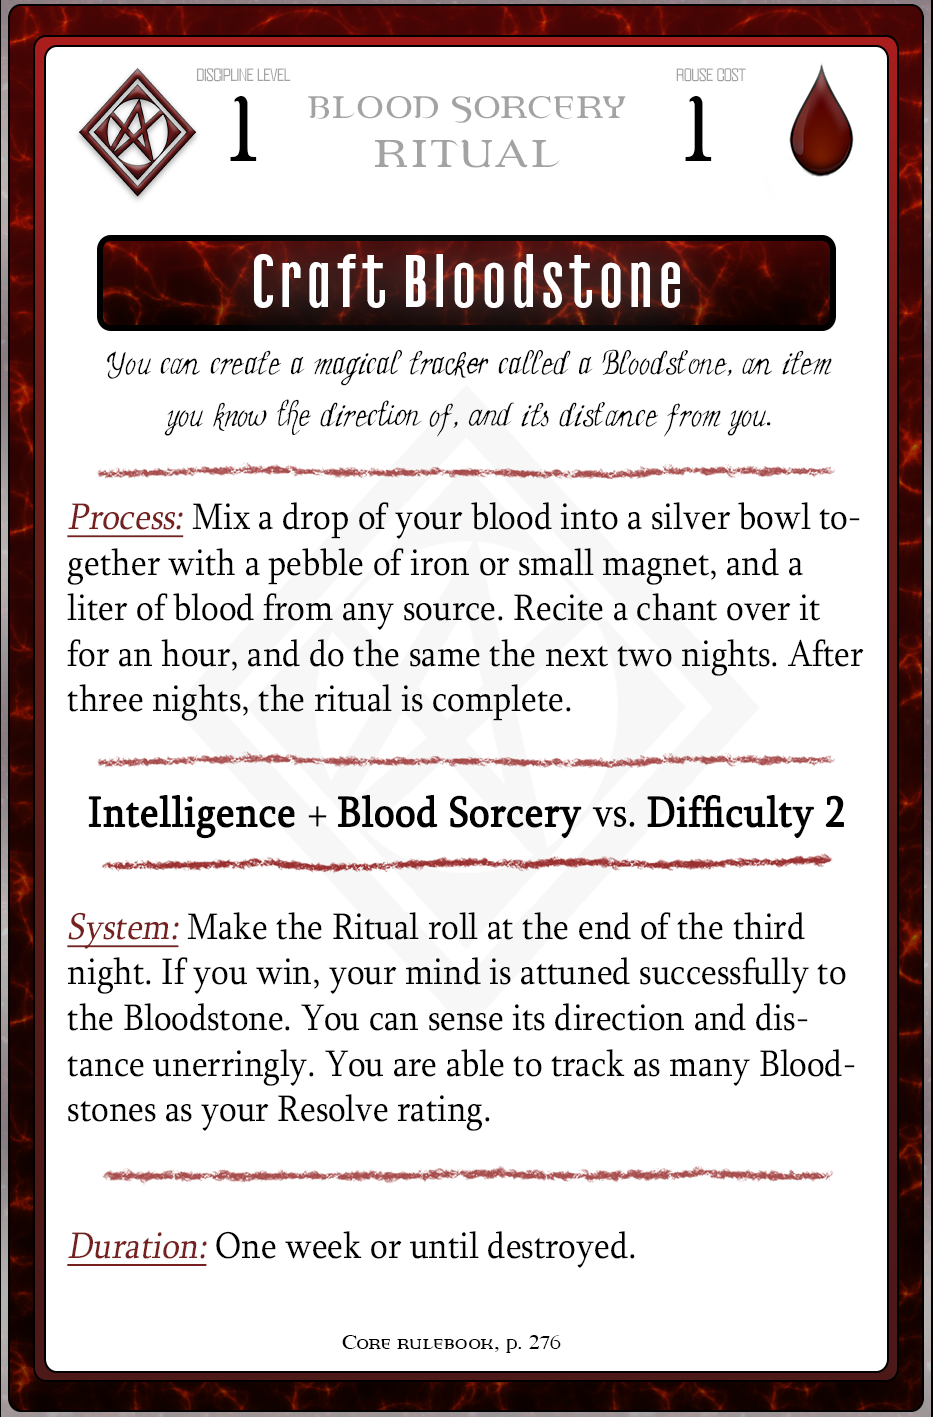 DISCIPLINE LEVEL
1
BLOOD SORCERY
RITUAL
ROUSE COST
1
Craft Bloodstone
You can create a magical tracker called a Bloodstone, an item
you know the direction of, and its distance from you.
Process: Mix a drop of your blood into a silver bowl to-
gether with a pebble of iron or small magnet, and a
liter of blood from any source. Recite a chant over it
for an hour, and do the same the next two nights. After
three nights, the ritual is complete.
Intelligence + Blood Sorcery vs. Difficulty 2
System: Make the Ritual roll at the end of the third
night. If you win, your mind is attuned successfully to
the Bloodstone. You can sense its direction and dis-
tance unerringly. You are able to track as many Blood-
stones as your Resolve rating.
Duration: One week or until destroyed.
Core rulebook, p. 276